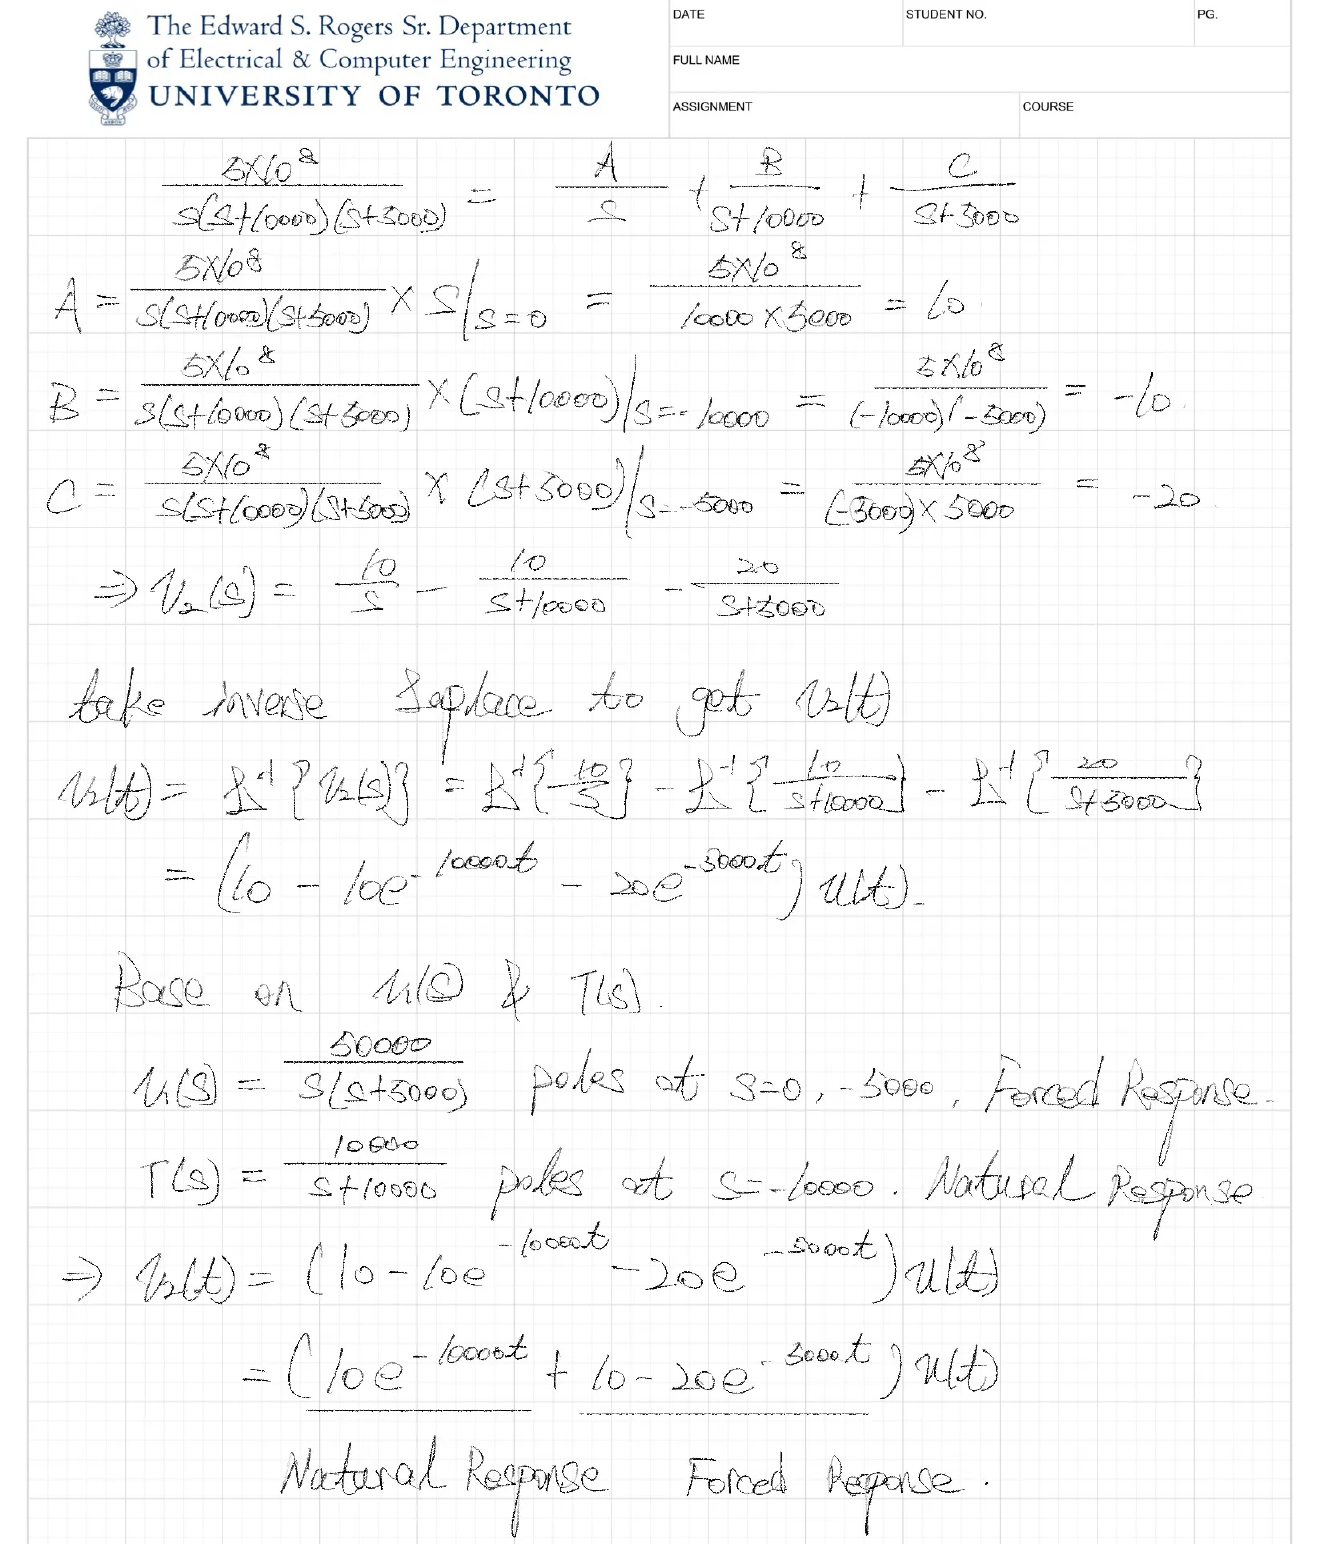 The Edward S. Rogers Sr. Department
of Electrical & Computer Engineering
UNIVERSITY OF TORONTO
DATE
STUDENT NO.
PG.
FULL NAME
ASSIGNMENT
COURSE
5×10^8 / s(s+10000)(s+5000) = A/s + B/(s+10000) + C/(s+5000)
A = 5×10^8 / s(s+10000)(s+5000) × s|s=0 = 5×10^8 / 10000×5000 = 10.
B = 5×10^8 / s(s+10000)(s+5000) × (s+10000)|s=-10000 = 5×10^8 / (-10000)(-5000) = -10.
C = 5×10^8 / s(s+10000)(s+5000) × (s+5000)|s=-5000 = 5×10^8 / (-5000)×5000 = -20.
⇒ V₂(s) = 10/s - 10/(s+10000) - 20/(s+5000)
take inverse Laplace to get V₂(t)
V₂(t) = L⁻¹{V₂(s)} = L⁻¹{10/s} - L⁻¹{10/(s+10000)} - L⁻¹{20/(s+5000)}
= (10 - 10e^-10000t - 20e^-5000t) u(t).
Base on V₁(s) & T(s).
V₁(s) = 50000 / s(s+5000) poles at s=0, -5000, Forced Response.
T(s) = 10000 / s+10000 poles at s=-10000. Natural Response
⇒ V₂(t) = (10 - 10e^-10000t - 20e^-5000t) u(t)
= (10e^-10000t + 10 - 20e^-5000t) u(t)
Natural Response Forced Response.